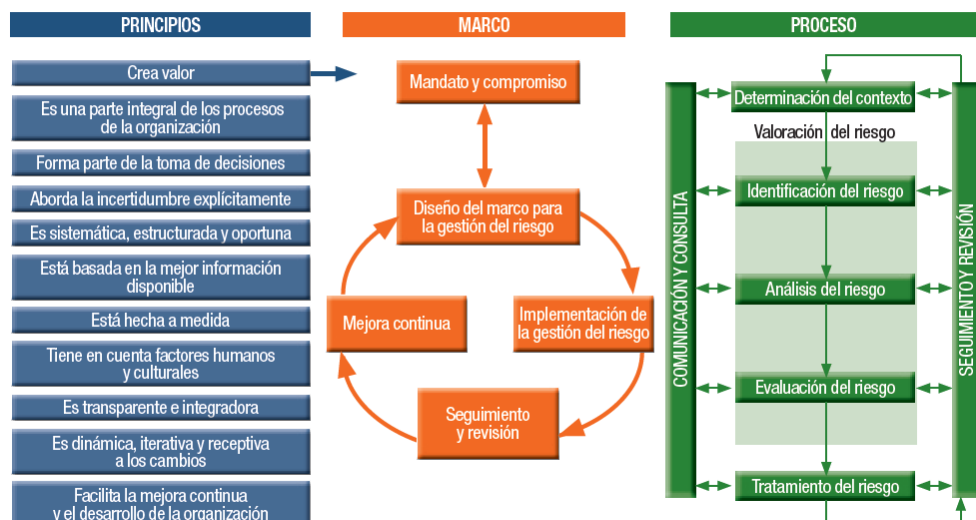 PRINCIPIOS
Crea valor
Es una parte integral de los procesos
de la organización
Forma parte de la toma de decisiones
Aborda la incertidumbre explícitamente
Es sistemática, estructurada y oportuna
Está basada en la mejor información
disponible
Está hecha a medida
Tiene en cuenta factores humanos
y culturales
Es transparente e integradora
Es dinámica, iterativa y receptiva
a los cambios
Facilita la mejora continua
y el desarrollo de la organización
MARCO
Mandato y compromiso
Diseño del marco para
la gestión del riesgo
Mejora continua
Implementación de
la gestión del riesgo
Seguimiento
y revisión
PROCESO
COMUNICACIÓN Y CONSULTA
Determinación del contexto
Valoración del riesgo
Identificación del riesgo
Análisis del riesgo
Evaluación del riesgo
Tratamiento del riesgo
SEGUIMIENTO Y REVISIÓN